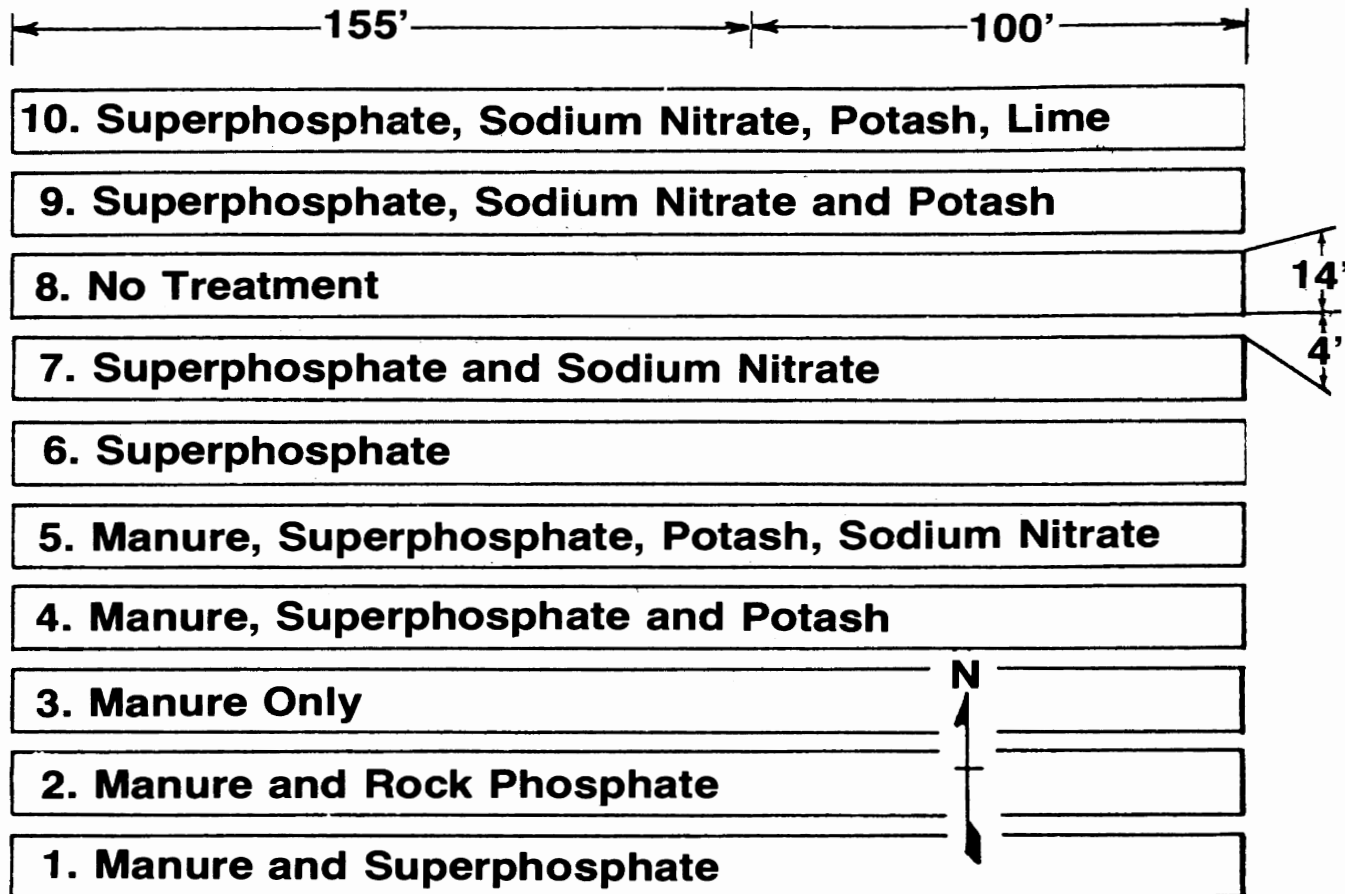 155' 100'
10. Superphosphate, Sodium Nitrate, Potash, Lime
9. Superphosphate, Sodium Nitrate and Potash
8. No Treatment
14'
4'
7. Superphosphate and Sodium Nitrate
6. Superphosphate
5. Manure, Superphosphate, Potash, Sodium Nitrate
4. Manure, Superphosphate and Potash
N
3. Manure Only
2. Manure and Rock Phosphate
1. Manure and Superphosphate